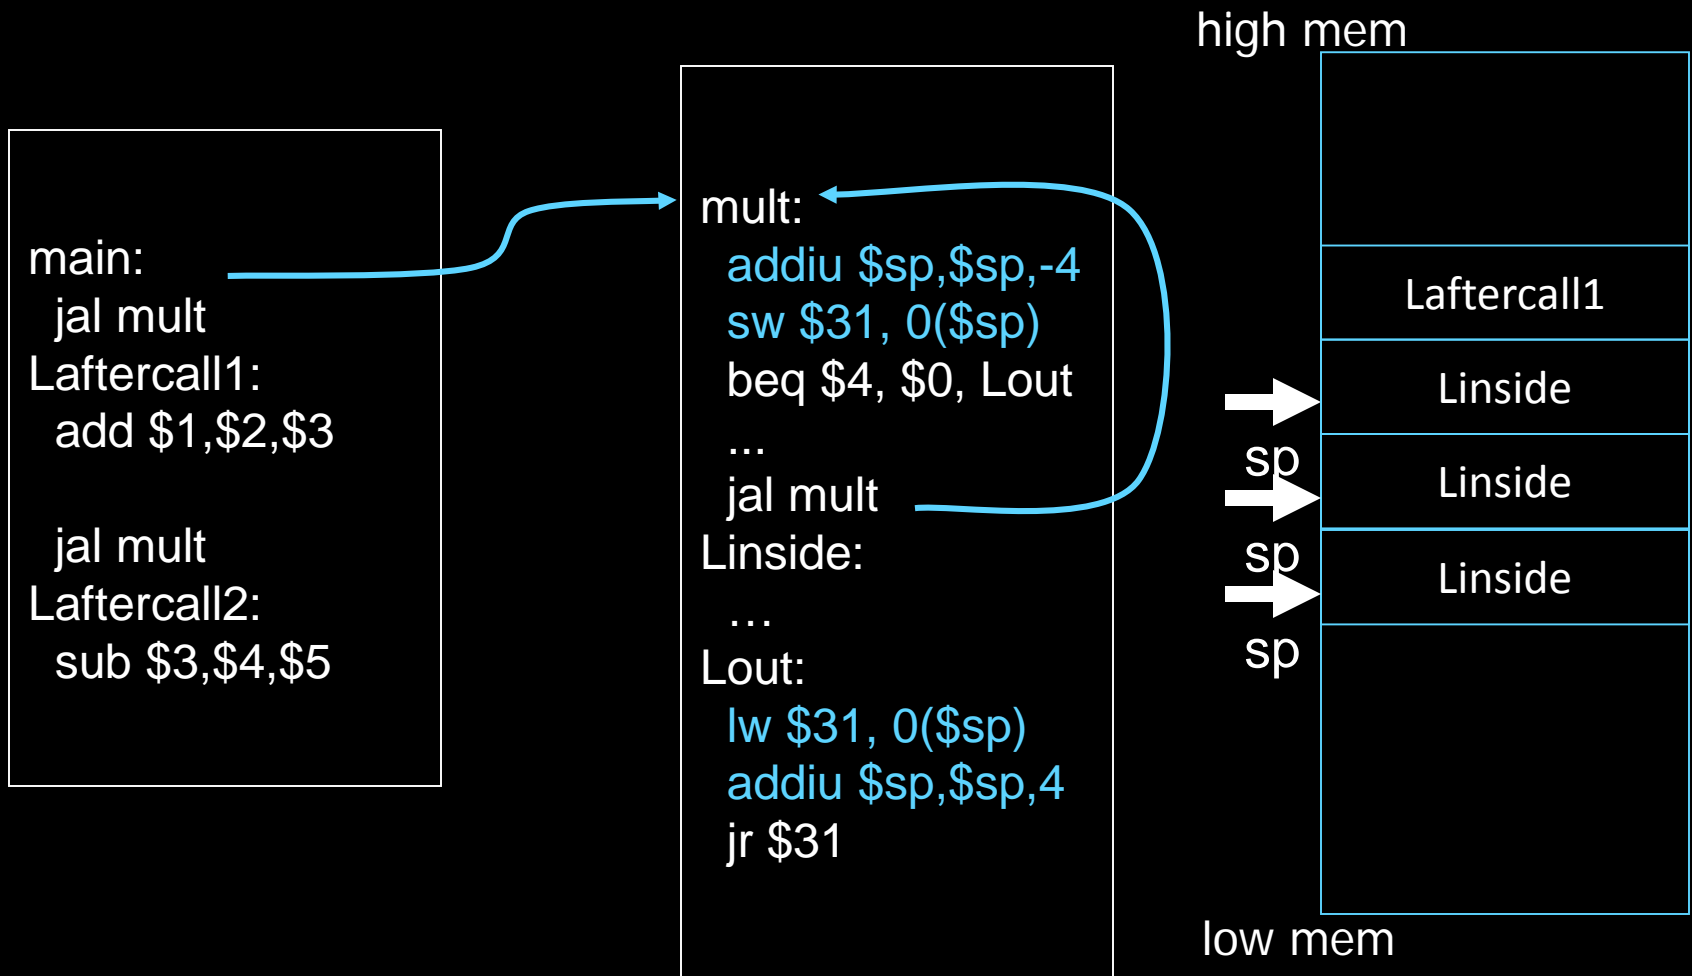 main:
jal mult
Laftercall1:
add $1,$2,$3
jal mult
Laftercall2:
sub $3,$4,$5
mult:
addiu $sp,$sp,-4
sw $31, 0($sp)
beq $4, $0, Lout
...
jal mult
Linside:
…
Lout:
lw $31, 0($sp)
addiu $sp,$sp,4
jr $31
high mem
Laftercall1
Linside
sp
Linside
sp
Linside
sp
low mem